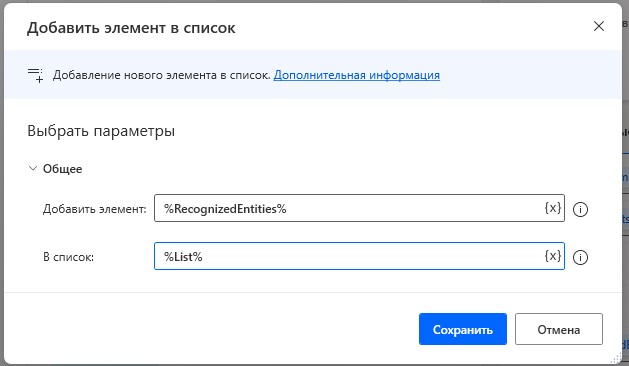 Добавить элемент в список
Добавление нового элемента в список. Дополнительная информация
Выбрать параметры
Общее
Добавить элемент: %RecognizedEntities% {x}
В список: %List% {x}
Сохранить Отмена